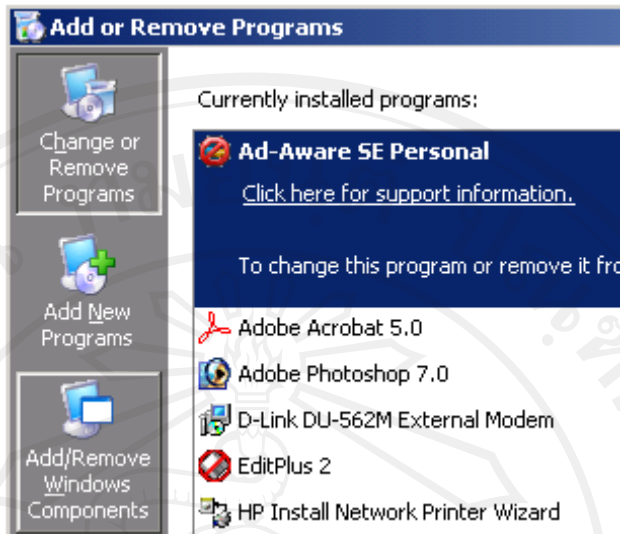 Add or Remove Programs
Change or
Remove
Programs
Add New
Programs
Add/Remove
Windows
Components
Currently installed programs:
Ad-Aware SE Personal
Click here for support information.
To change this program or remove it fro
Adobe Acrobat 5.0
Adobe Photoshop 7.0
D-Link DU-562M External Modem
EditPlus 2
HP Install Network Printer Wizard